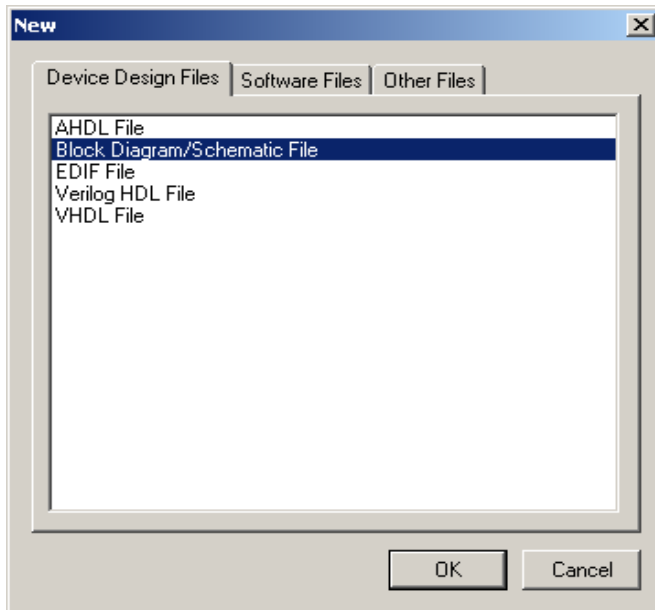 New
Device Design Files
Software Files
Other Files
AHDL File
Block Diagram/Schematic File
EDIF File
Verilog HDL File
VHDL File
OK
Cancel